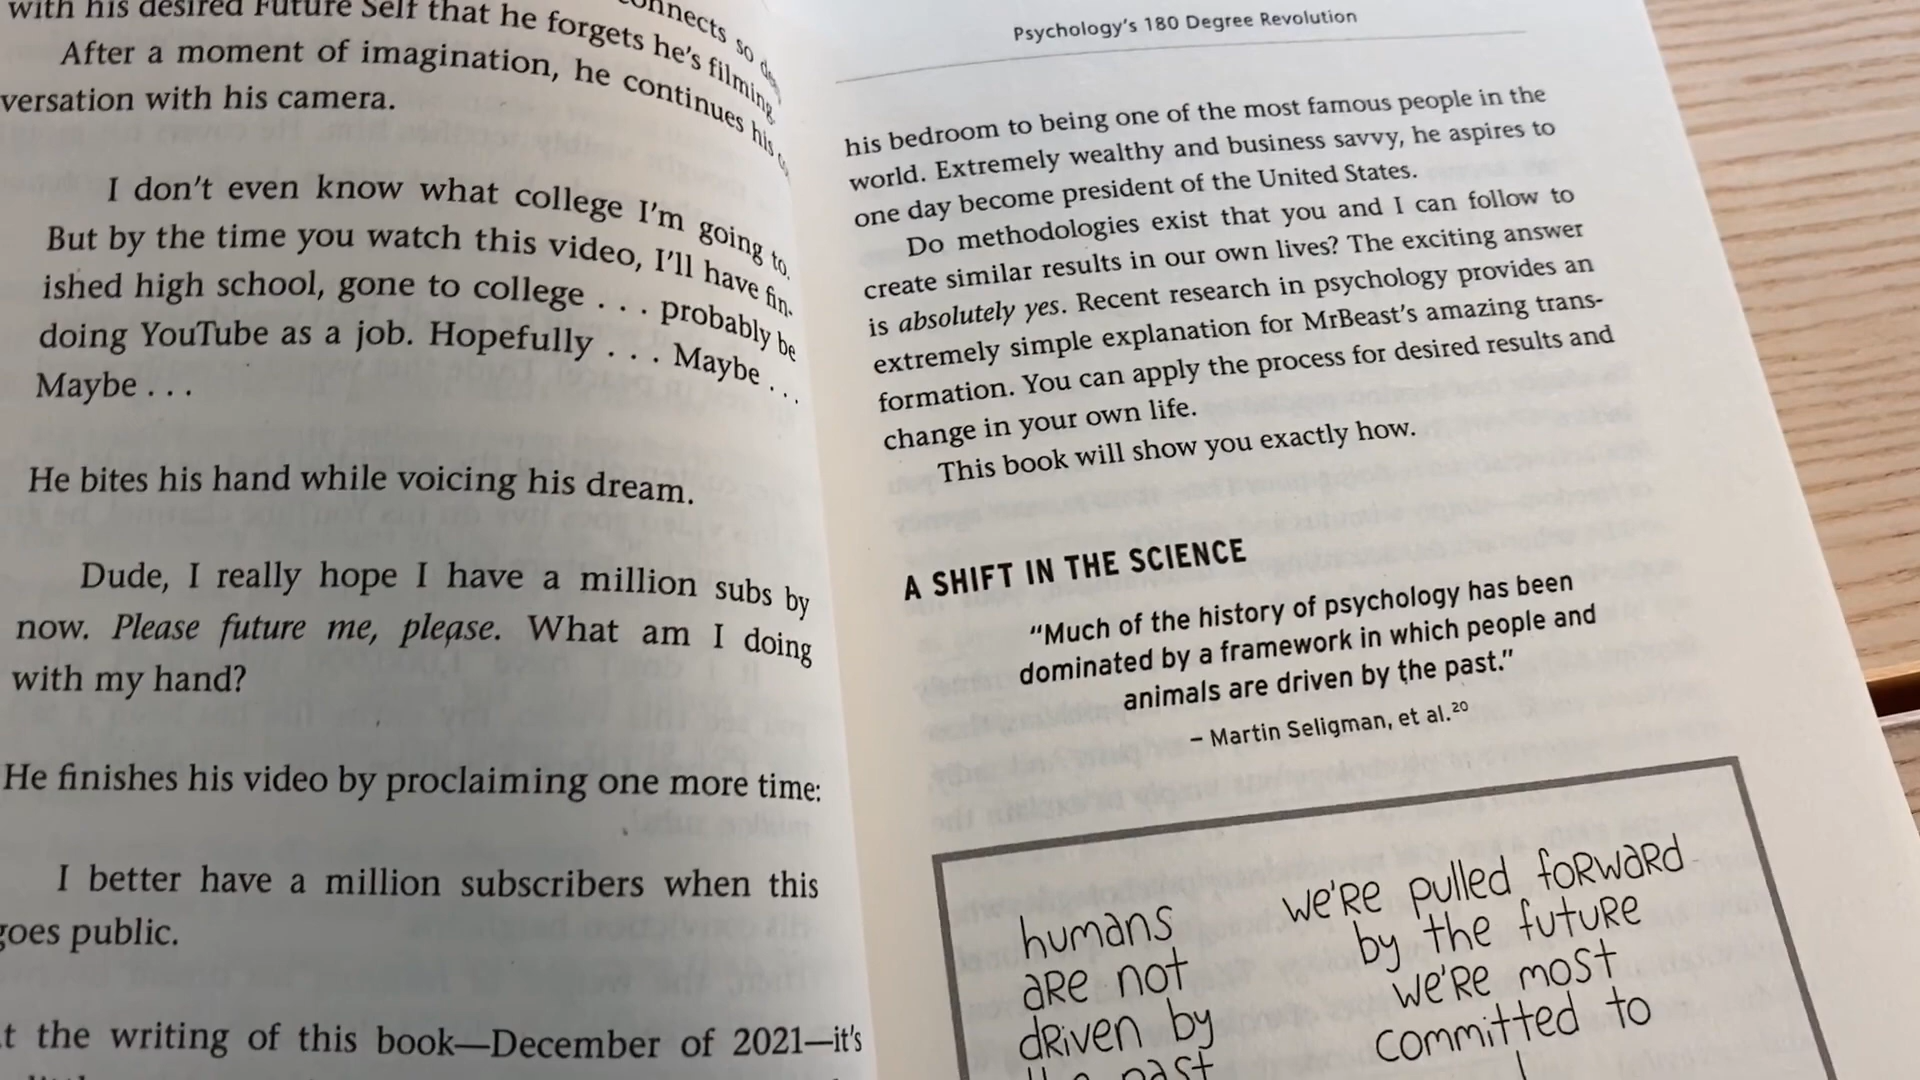 with his desired Future Self that he forgets he's filming
After a moment of imagination, he continues his
versation with his camera.
I don't even know what college I'm going to.
But by the time you watch this video, I'll have fin-
ished high school, gone to college . . . probably be
doing YouTube as a job. Hopefully . . . Maybe . . .
Maybe . . .
He bites his hand while voicing his dream.
Dude, I really hope I have a million subs by
now. Please future me, please. What am I doing
with my hand?
He finishes his video by proclaiming one more time:
I better have a million subscribers when this
goes public.
t the writing of this book—December of 2021—it's
Psychology's 180 Degree Revolution
his bedroom to being one of the most famous people in the
world. Extremely wealthy and business savvy, he aspires to
one day become president of the United States.
Do methodologies exist that you and I can follow to
create similar results in our own lives? The exciting answer
is absolutely yes. Recent research in psychology provides an
extremely simple explanation for MrBeast's amazing trans-
formation. You can apply the process for desired results and
change in your own life.
This book will show you exactly how.
A SHIFT IN THE SCIENCE
"Much of the history of psychology has been
dominated by a framework in which people and
animals are driven by the past."
– Martin Seligman, et al.20
humans
are not
driven by
the past
we're pulled forward
by the future
we're most
committed to